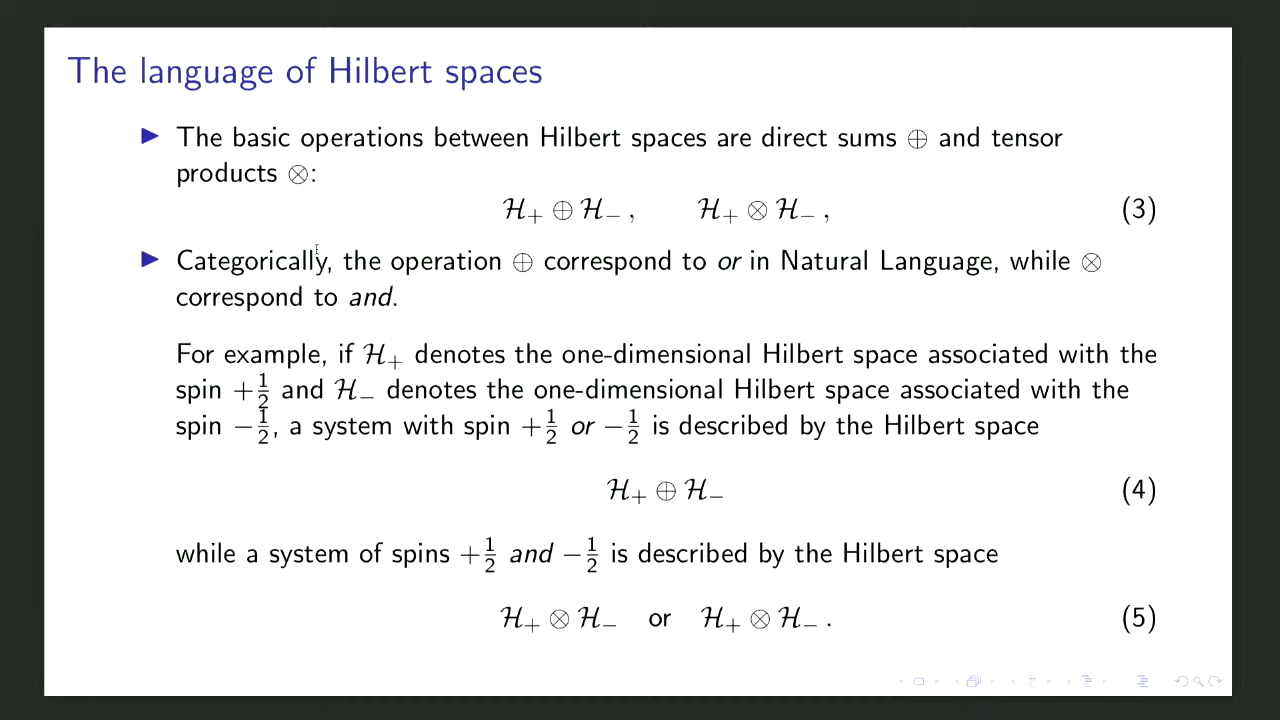 The language of Hilbert spaces
▶ The basic operations between Hilbert spaces are direct sums ⊕ and tensor
products ⊗:
ℋ₊ ⊕ ℋ₋ ,  ℋ₊ ⊗ ℋ₋ ,  (3)
▶ Categorically, the operation ⊕ correspond to or in Natural Language, while ⊗
correspond to and.
For example, if ℋ₊ denotes the one-dimensional Hilbert space associated with the
spin +1/2 and ℋ₋ denotes the one-dimensional Hilbert space associated with the
spin −1/2, a system with spin +1/2 or −1/2 is described by the Hilbert space
ℋ₊ ⊕ ℋ₋  (4)
while a system of spins +1/2 and −1/2 is described by the Hilbert space
ℋ₊ ⊗ ℋ₋ or ℋ₊ ⊗ ℋ₋ .  (5)